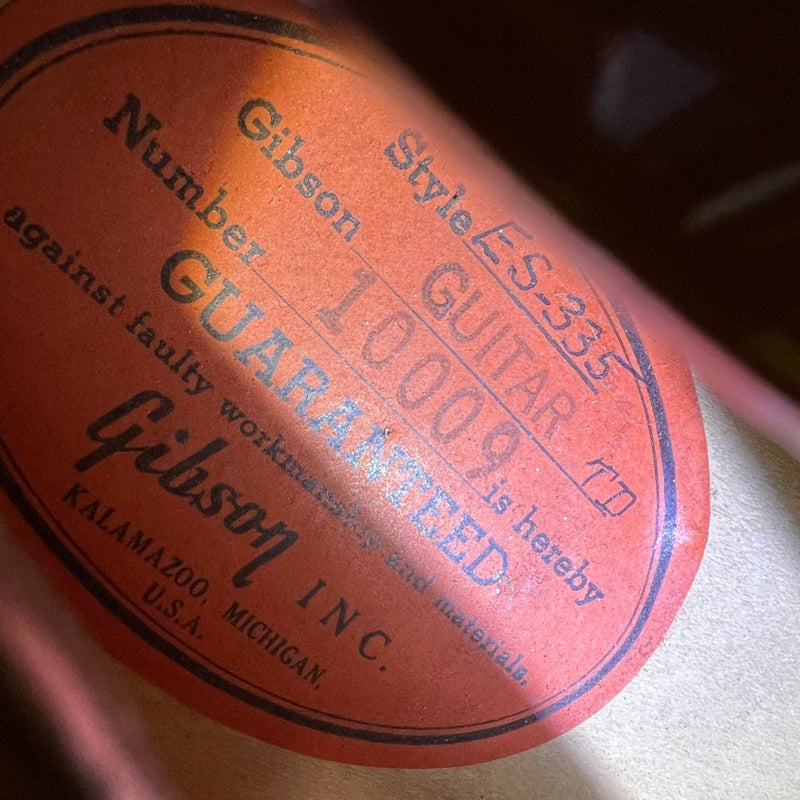 Style ES-335
Gibson GUITAR TD
Number 10009 is hereby
GUARANTEED
against faulty workmanship and materials.
Gibson INC.
KALAMAZOO, MICHIGAN,
U.S.A.